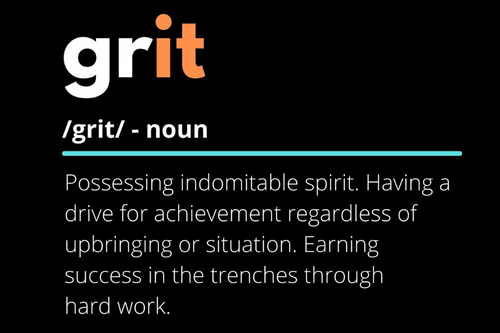 grit
/grit/ - noun
Possessing indomitable spirit. Having a
drive for achievement regardless of
upbringing or situation. Earning
success in the trenches through
hard work.